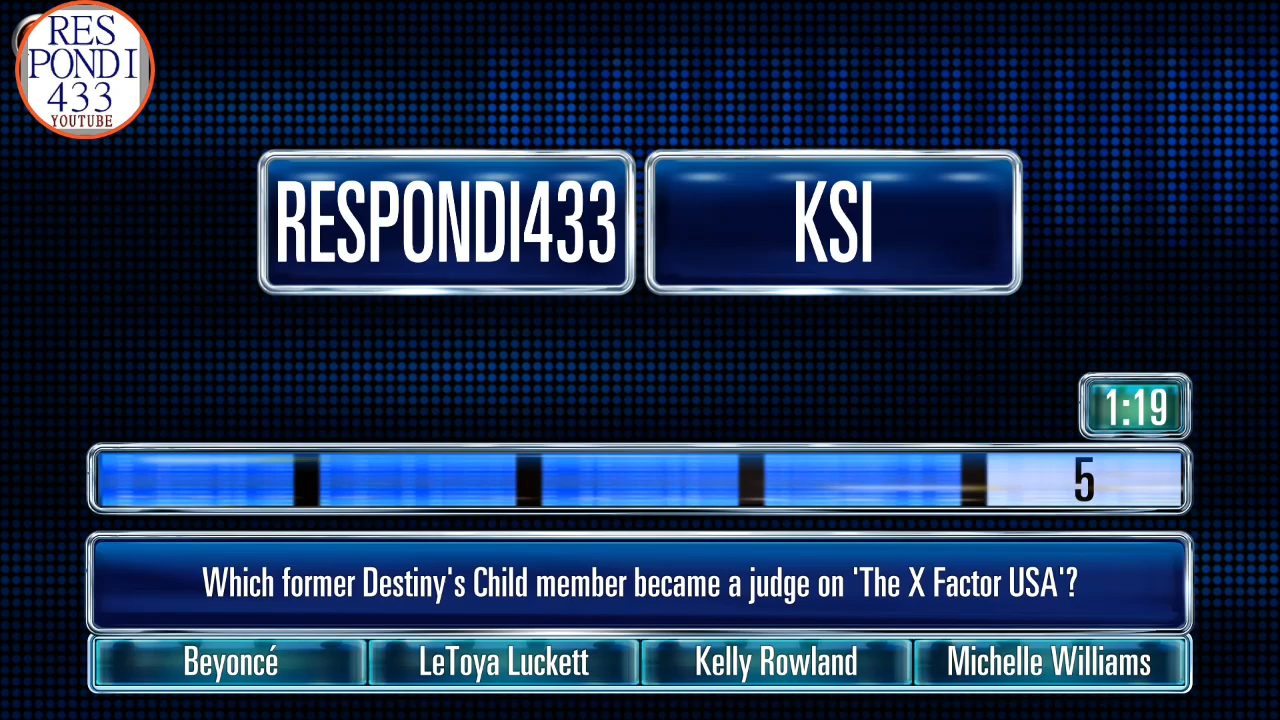 RES
POND I
433
YOUTUBE
RESPONDI433
KSI
1:19
5
Which former Destiny's Child member became a judge on 'The X Factor USA'?
Beyoncé
LeToya Luckett
Kelly Rowland
Michelle Williams